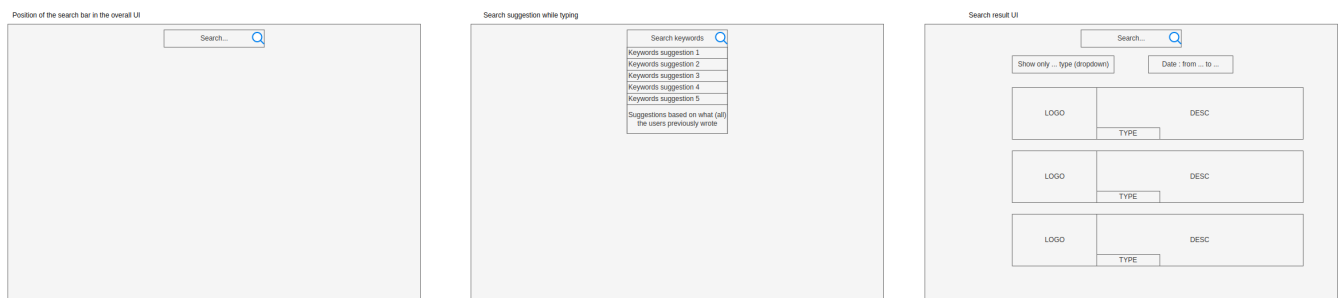 Position of the search bar in the overall UI
Search...
Search suggestion while typing
Search keywords
Keywords suggestion 1
Keywords suggestion 2
Keywords suggestion 3
Keywords suggestion 4
Keywords suggestion 5
Suggestions based on what (all)
the users previously wrote
Search result UI
Search...
Show only ... type (dropdown)
Date : from ... to ...
LOGO
DESC
TYPE
LOGO
DESC
TYPE
LOGO
DESC
TYPE